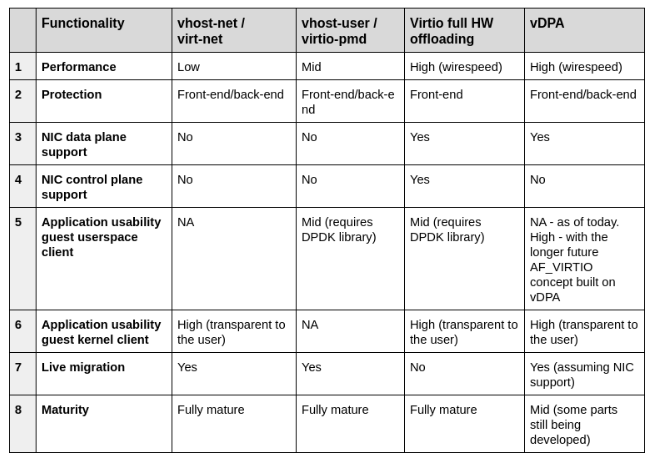 Functionality
vhost-net /
virt-net
vhost-user /
virtio-pmd
Virtio full HW
offloading
vDPA
1
Performance
Low
Mid
High (wirespeed)
High (wirespeed)
2
Protection
Front-end/back-end
Front-end/back-e
nd
Front-end
Front-end/back-end
3
NIC data plane
support
No
No
Yes
Yes
4
NIC control plane
support
No
No
Yes
No
5
Application usability
guest userspace
client
NA
Mid (requires
DPDK library)
Mid (requires
DPDK library)
NA - as of today.
High - with the
longer future
AF_VIRTIO
concept built on
vDPA
6
Application usability
guest kernel client
High (transparent to
the user)
NA
High (transparent to
the user)
High (transparent to
the user)
7
Live migration
Yes
Yes
No
Yes (assuming NIC
support)
8
Maturity
Fully mature
Fully mature
Fully mature
Mid (some parts
still being
developed)